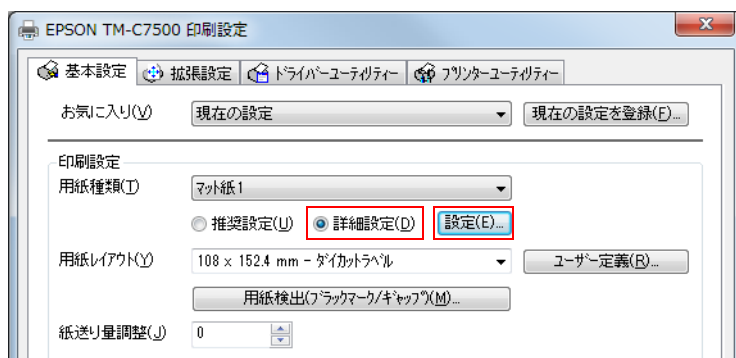 EPSON TM-C7500 印刷設定
基本設定 拡張設定 ドライバーユーティリティー プリンターユーティリティー
お気に入り(V) 現在の設定 現在の設定を登録(F)...
印刷設定
用紙種類(T) マット紙1
推奨設定(U) 詳細設定(D) 設定(E)...
用紙レイアウト(Y) 108 x 152.4 mm - ダイカットラベル ユーザー定義(R)...
用紙検出(ブラックマーク/ギャップ)(M)...
紙送り量調整(J) 0